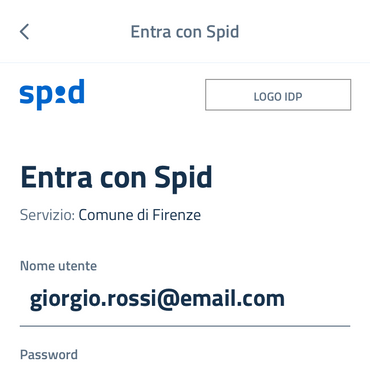 Entra con Spid
spid
LOGO IDP
Entra con Spid
Servizio: Comune di Firenze
Nome utente
giorgio.rossi@email.com
Password